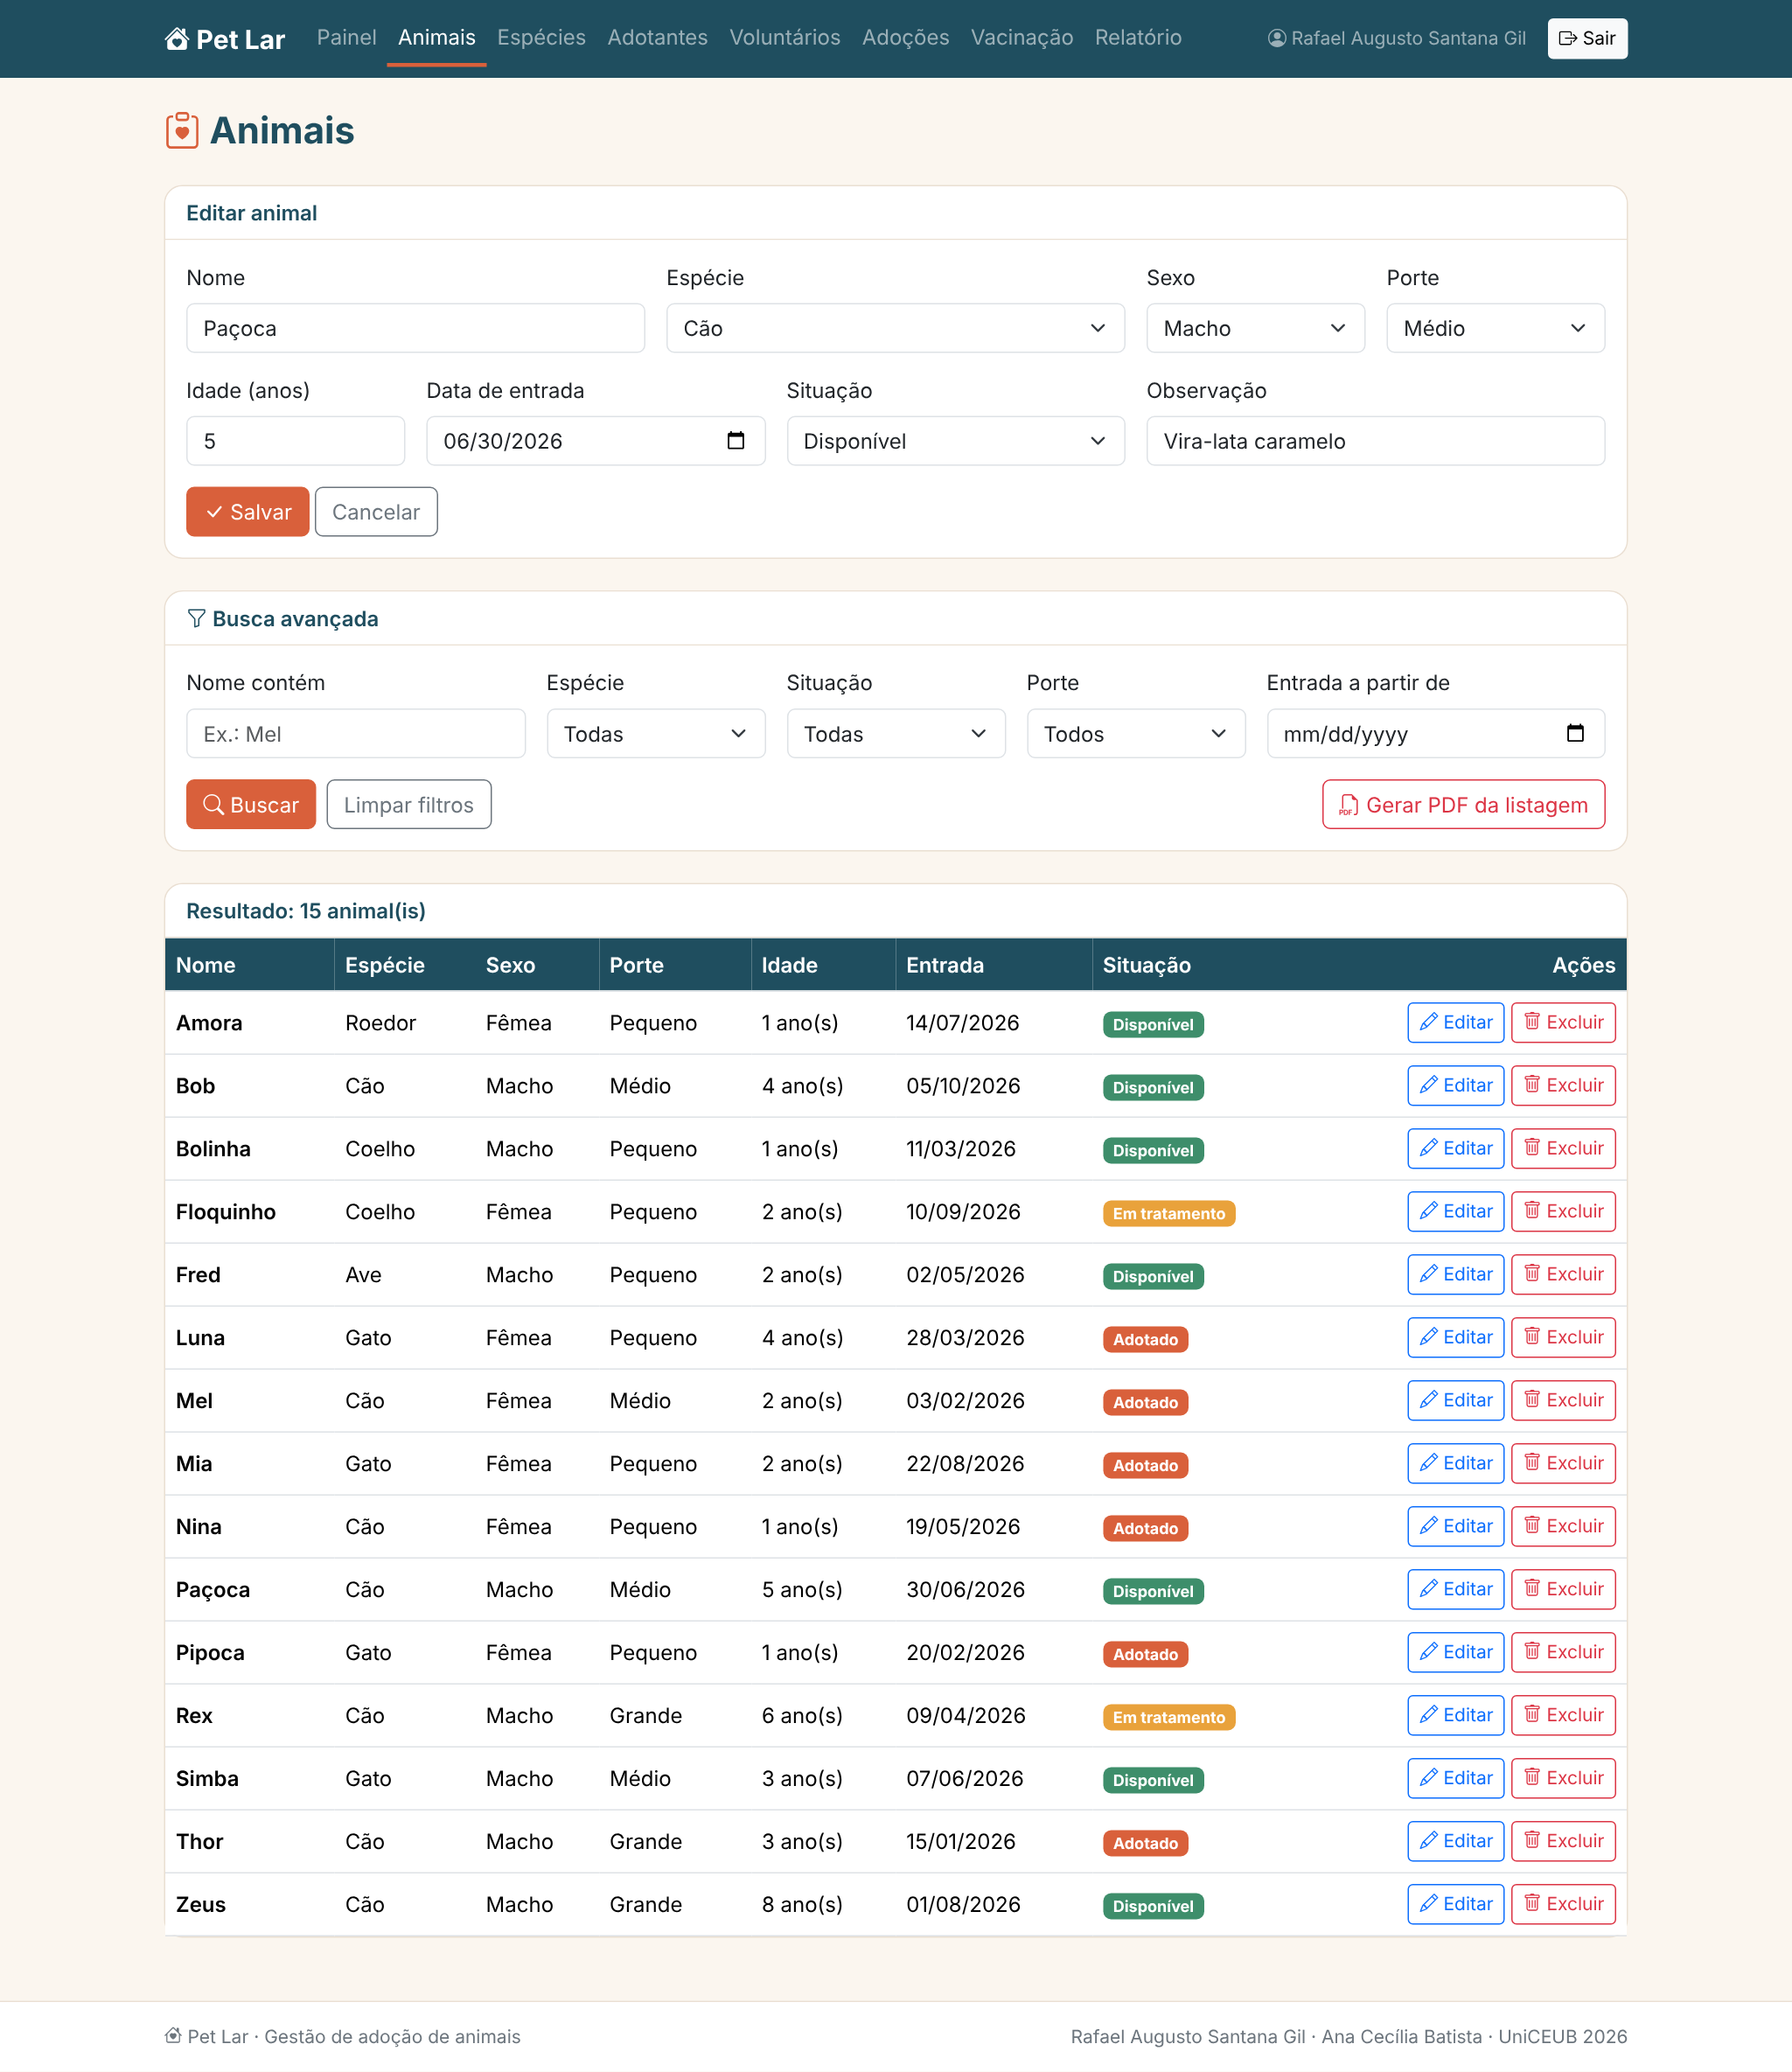 Pet Lar Painel Animais Espécies Adotantes Voluntários Adoções Vacinação Relatório Rafael Augusto Santana Gil Sair
Animais
Editar animal
Nome Espécie Sexo Porte
Paçoca Cão Macho Médio
Idade (anos) Data de entrada Situação Observação
5 06/30/2026 Disponível Vira-lata caramelo
Salvar Cancelar
Busca avançada
Nome contém Espécie Situação Porte Entrada a partir de
Ex.: Mel Todas Todas Todos mm/dd/yyyy
Buscar Limpar filtros PDF Gerar PDF da listagem
Resultado: 15 animal(is)
Nome Espécie Sexo Porte Idade Entrada Situação Ações
Amora Roedor Fêmea Pequeno 1 ano(s) 14/07/2026 Disponível Editar Excluir
Bob Cão Macho Médio 4 ano(s) 05/10/2026 Disponível Editar Excluir
Bolinha Coelho Macho Pequeno 1 ano(s) 11/03/2026 Disponível Editar Excluir
Floquinho Coelho Fêmea Pequeno 2 ano(s) 10/09/2026 Em tratamento Editar Excluir
Fred Ave Macho Pequeno 2 ano(s) 02/05/2026 Disponível Editar Excluir
Luna Gato Fêmea Pequeno 4 ano(s) 28/03/2026 Adotado Editar Excluir
Mel Cão Fêmea Médio 2 ano(s) 03/02/2026 Adotado Editar Excluir
Mia Gato Fêmea Pequeno 2 ano(s) 22/08/2026 Adotado Editar Excluir
Nina Cão Fêmea Pequeno 1 ano(s) 19/05/2026 Adotado Editar Excluir
Paçoca Cão Macho Médio 5 ano(s) 30/06/2026 Disponível Editar Excluir
Pipoca Gato Fêmea Pequeno 1 ano(s) 20/02/2026 Adotado Editar Excluir
Rex Cão Macho Grande 6 ano(s) 09/04/2026 Em tratamento Editar Excluir
Simba Gato Macho Médio 3 ano(s) 07/06/2026 Disponível Editar Excluir
Thor Cão Macho Grande 3 ano(s) 15/01/2026 Adotado Editar Excluir
Zeus Cão Macho Grande 8 ano(s) 01/08/2026 Disponível Editar Excluir
Pet Lar · Gestão de adoção de animais Rafael Augusto Santana Gil · Ana Cecília Batista · UniCEUB 2026